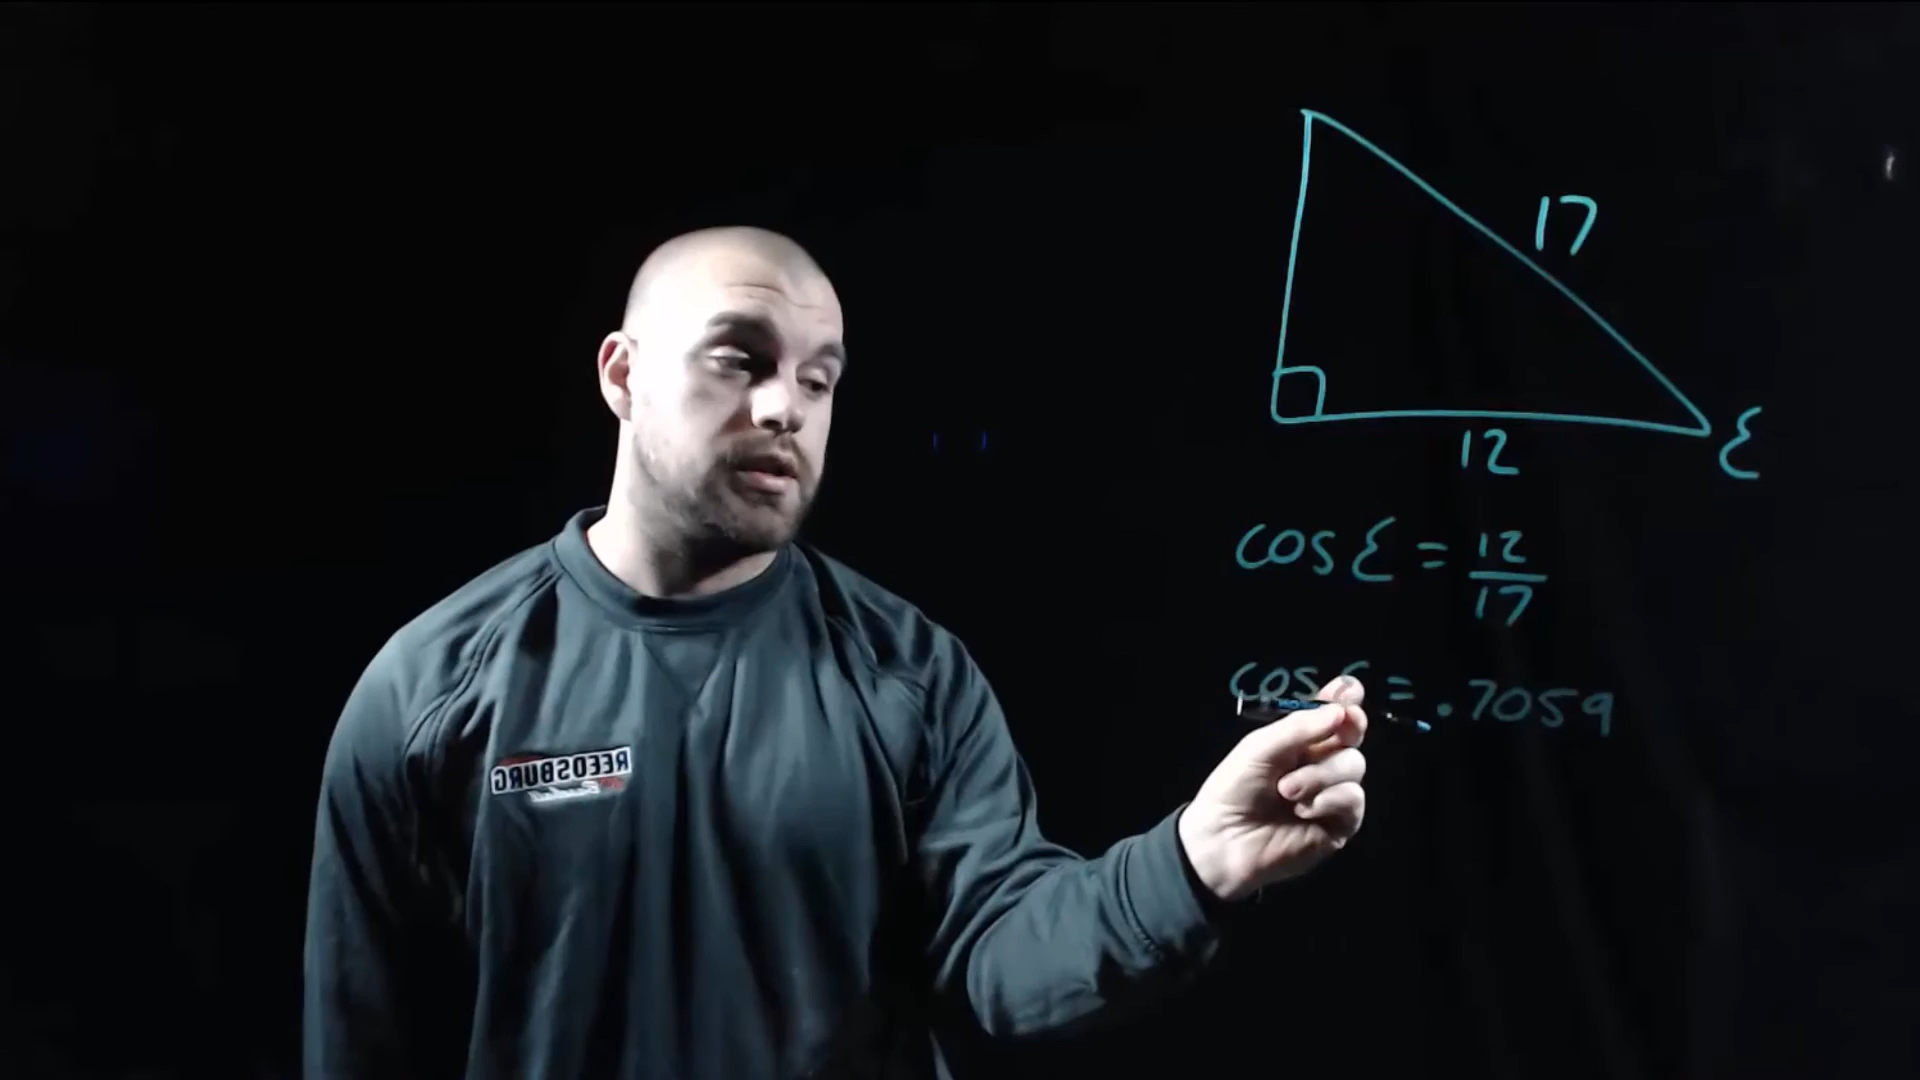 17
12 ε
cos ε = 12/17
cos ε = .7059
REEDSBURG